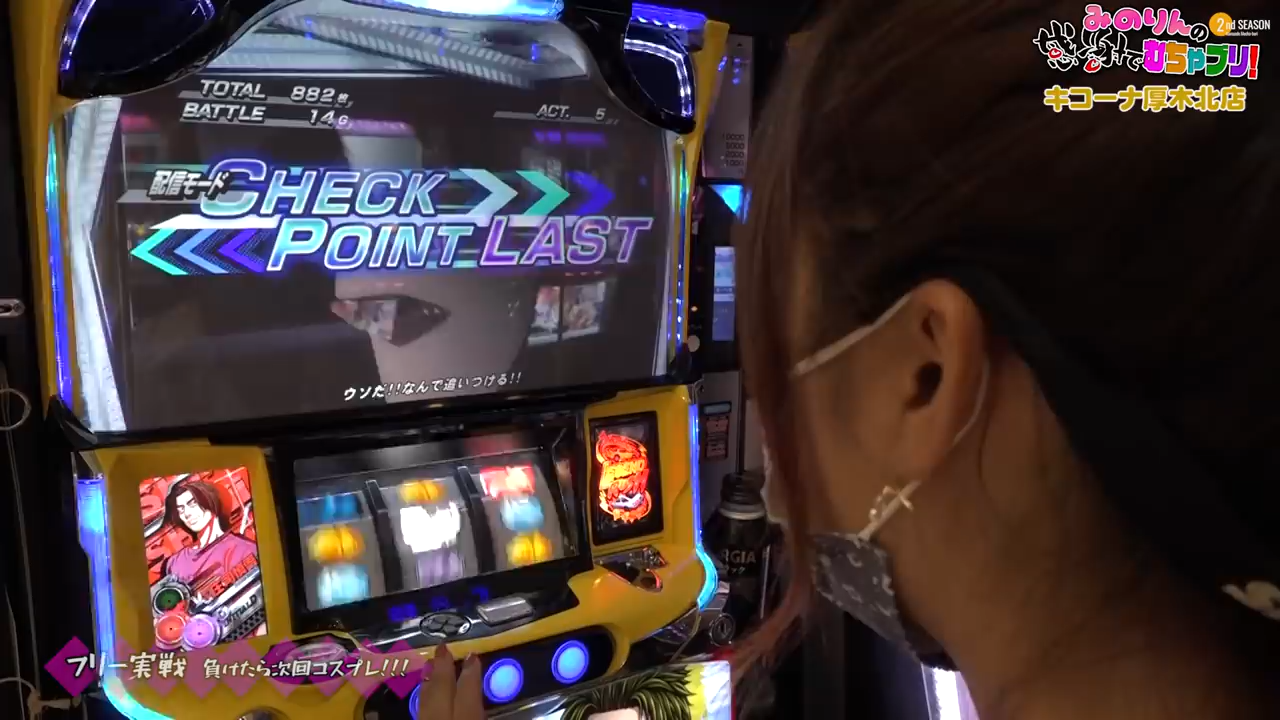 みのりんの
2nd SEASON
むちゃブリ!
キコーナ厚木北店
TOTAL 882枚
BATTLE 14G
ACT. 5
配信モード
CHECK
POINT LAST
ウソだ!!なんで追いつける!!
フリー実戦 負けたら次回コスプレ!!!